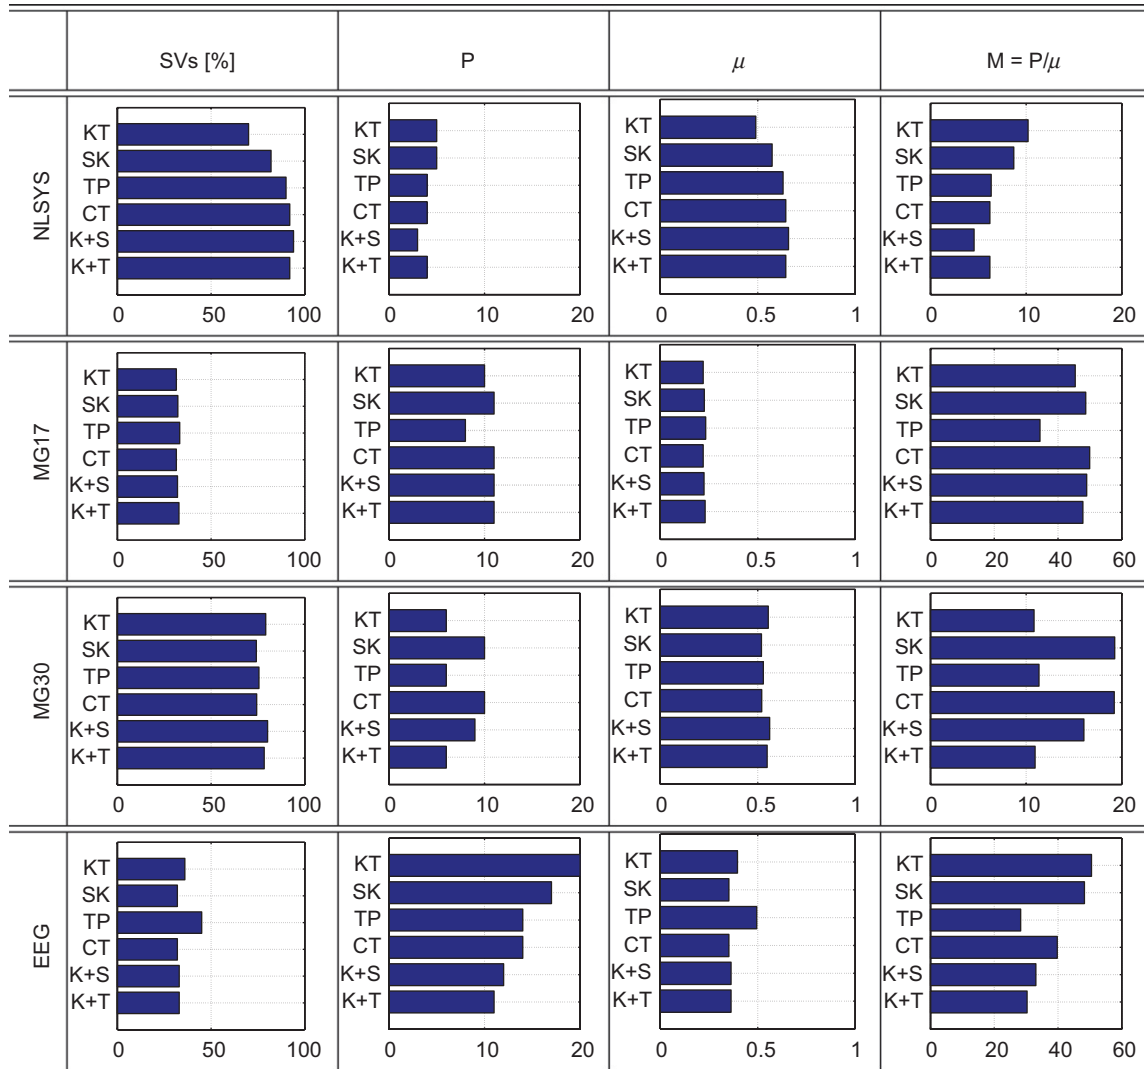 SVs [%] P μ M = P/μ
NLSYS
KT
SK
TP
CT
K+S
K+T
0 50 100
KT
SK
TP
CT
K+S
K+T
0 10 20
KT
SK
TP
CT
K+S
K+T
0 0.5 1
KT
SK
TP
CT
K+S
K+T
0 10 20
MG17
KT
SK
TP
CT
K+S
K+T
0 50 100
KT
SK
TP
CT
K+S
K+T
0 10 20
KT
SK
TP
CT
K+S
K+T
0 0.5 1
KT
SK
TP
CT
K+S
K+T
0 20 40 60
MG30
KT
SK
TP
CT
K+S
K+T
0 50 100
KT
SK
TP
CT
K+S
K+T
0 10 20
KT
SK
TP
CT
K+S
K+T
0 0.5 1
KT
SK
TP
CT
K+S
K+T
0 10 20
EEG
KT
SK
TP
CT
K+S
K+T
0 50 100
KT
SK
TP
CT
K+S
K+T
0 10 20
KT
SK
TP
CT
K+S
K+T
0 0.5 1
KT
SK
TP
CT
K+S
K+T
0 20 40 60